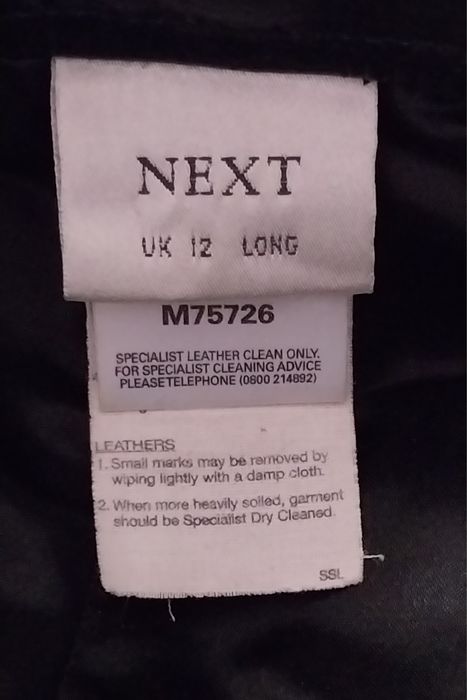 NEXT
UK 12 LONG
M75726
SPECIALIST LEATHER CLEAN ONLY.
FOR SPECIALIST CLEANING ADVICE
PLEASE TELEPHONE (0800 214892)
LEATHERS
1. Small marks may be removed by
wiping lightly with a damp cloth.
2. When more heavily soiled, garment
should be Specialist Dry Cleaned.
SSL